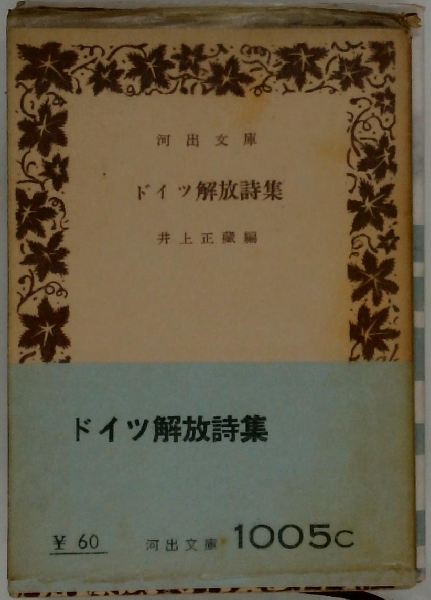 河出文庫
ドイツ解放詩集
井上正藏編
ドイツ解放詩集
¥ 60
河出文庫 1005C